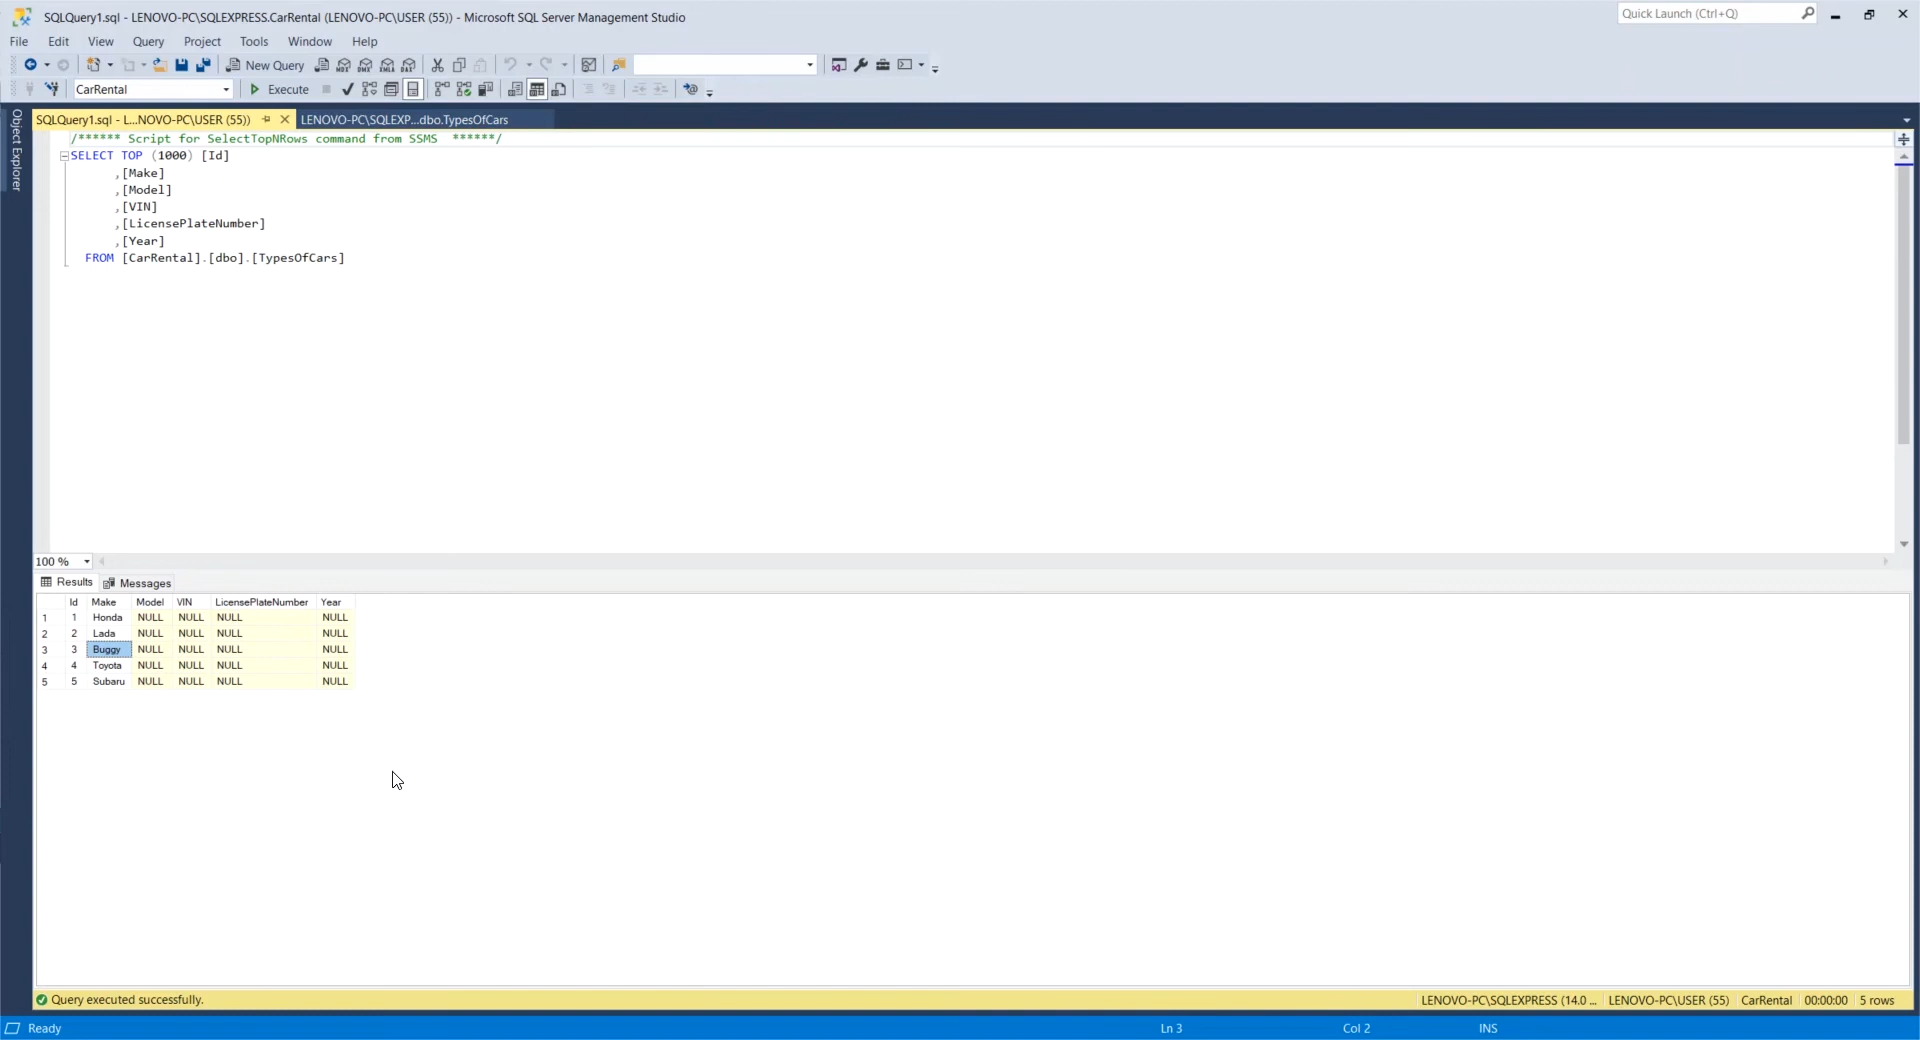 SQLQuery1.sql - LENOVO-PC\SQLEXPRESS.CarRental (LENOVO-PC\USER (55)) - Microsoft SQL Server Management Studio
Quick Launch (Ctrl+Q)
File Edit View Query Project Tools Window Help
New Query
CarRental Execute
Object Explorer
SQLQuery1.sql - L...NOVO-PC\USER (55)) LENOVO-PC\SQLEXP...dbo.TypesOfCars
/****** Script for SelectTopNRows command from SSMS ******/
SELECT TOP (1000) [Id]
,[Make]
,[Model]
,[VIN]
,[LicensePlateNumber]
,[Year]
FROM [CarRental].[dbo].[TypesOfCars]
100 %
Results Messages
Id Make Model VIN LicensePlateNumber Year
1 1 Honda NULL NULL NULL NULL
2 2 Lada NULL NULL NULL NULL
3 3 Buggy NULL NULL NULL NULL
4 4 Toyota NULL NULL NULL NULL
5 5 Subaru NULL NULL NULL NULL
Query executed successfully. LENOVO-PC\SQLEXPRESS (14.0 ... LENOVO-PC\USER (55) CarRental 00:00:00 5 rows
Ready Ln 3 Col 2 INS